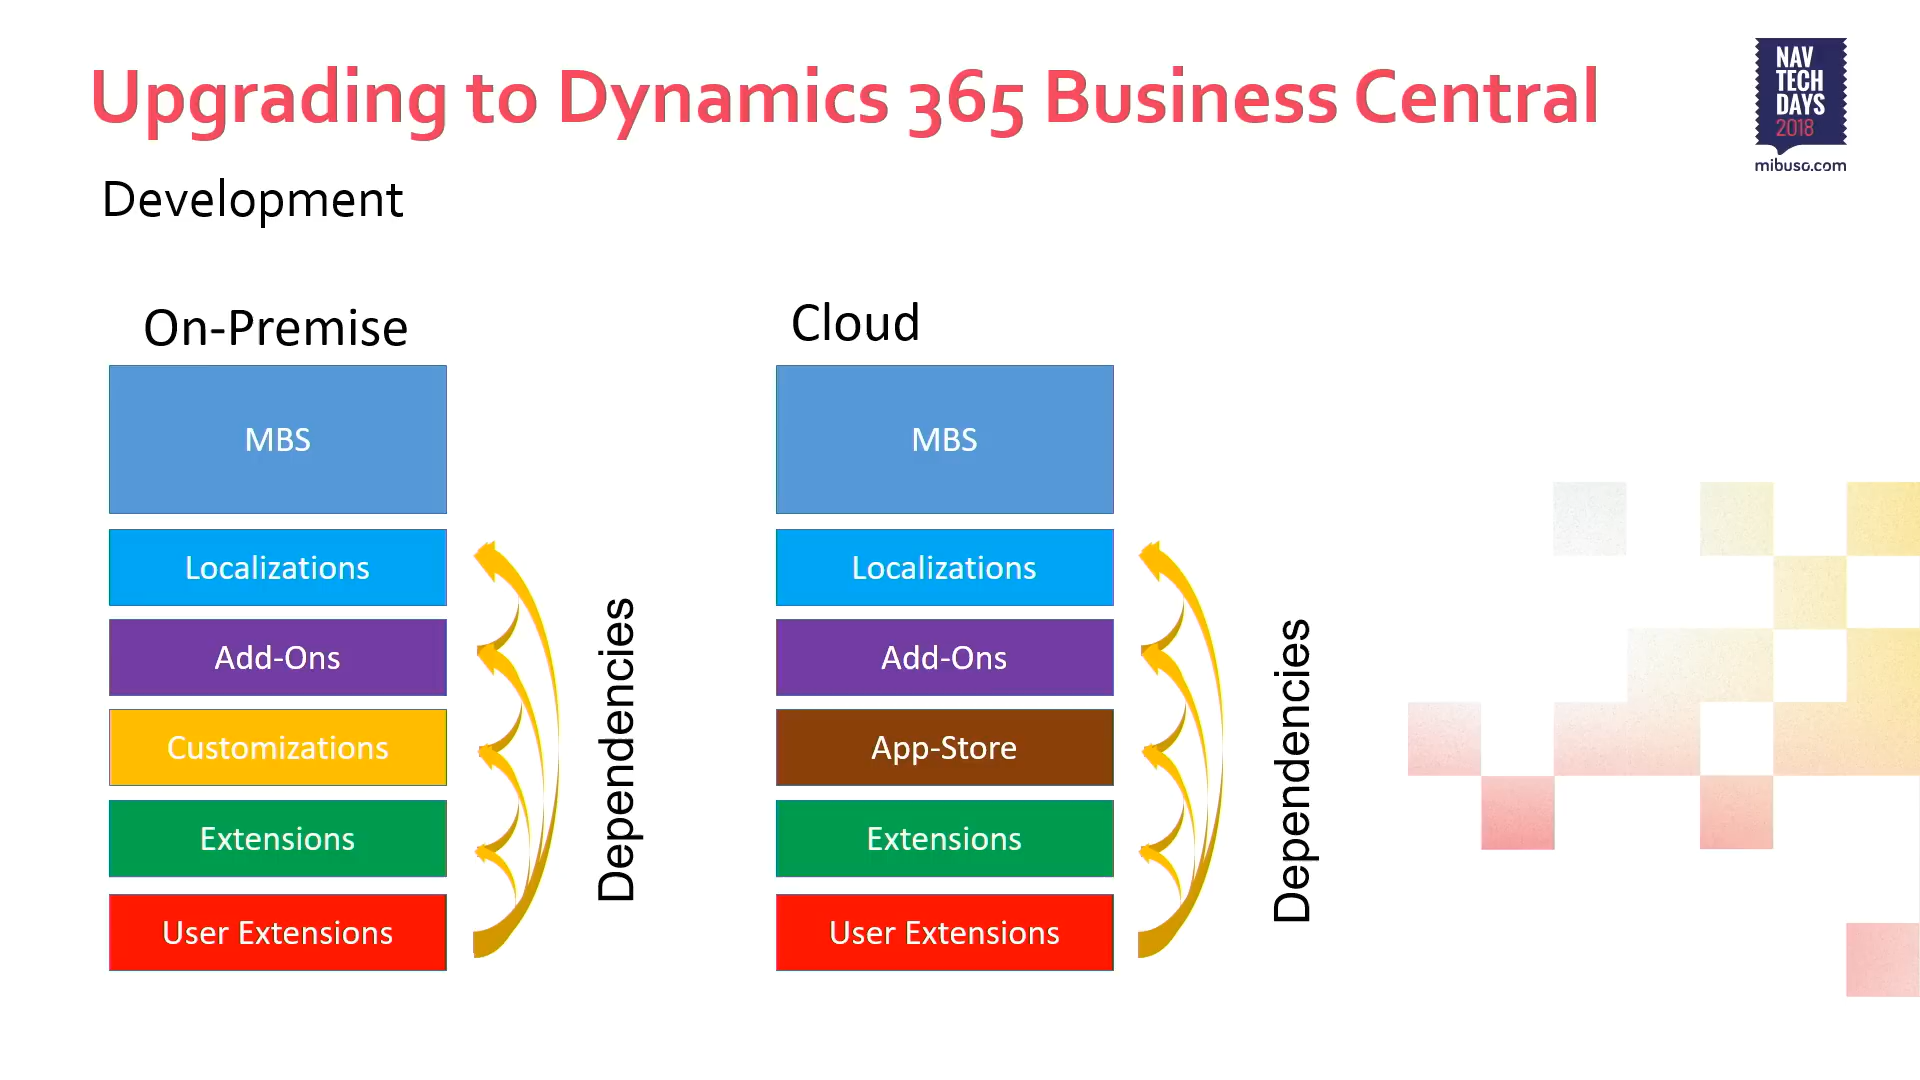 Upgrading to Dynamics 365 Business Central
NAV
TECH
DAYS
2018
mibuso.com
Development
On-Premise
MBS
Localizations
Add-Ons
Customizations
Extensions
User Extensions
Dependencies
Cloud
MBS
Localizations
Add-Ons
App-Store
Extensions
User Extensions
Dependencies